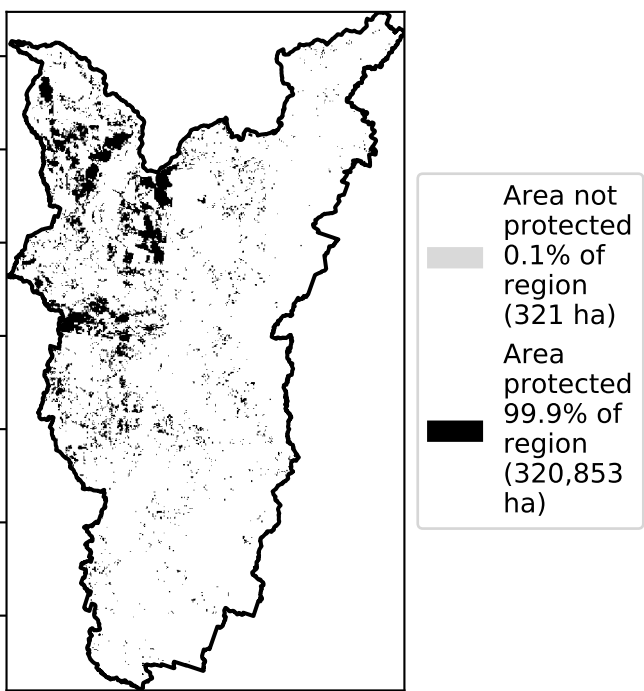 Area not
protected
0.1% of
region
(321 ha)
Area
protected
99.9% of
region
(320,853
ha)